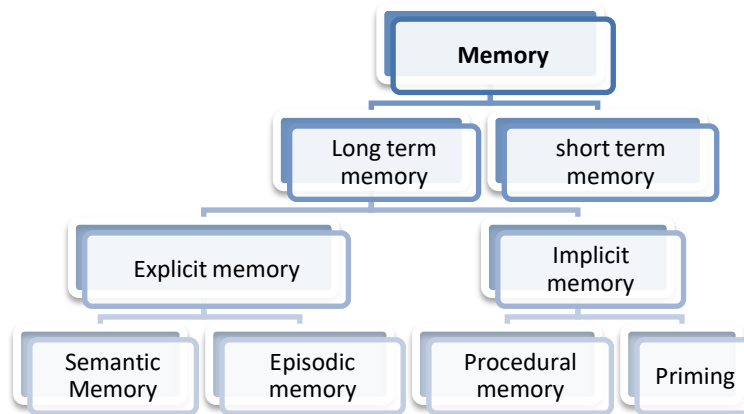 Memory
Long term
memory
short term
memory
Explicit memory
Implicit
memory
Semantic
Memory
Episodic
memory
Procedural
memory
Priming